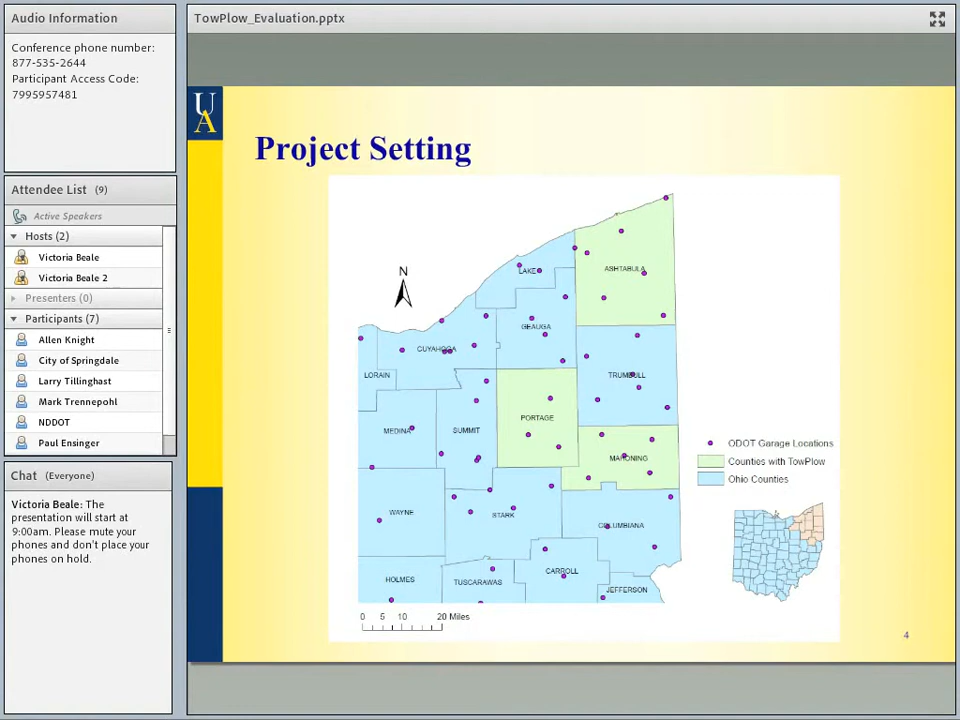 Audio Information
Conference phone number:
877-535-2644
Participant Access Code:
7995957481
Attendee List (9)
Active Speakers
Hosts (2)
Victoria Beale
Victoria Beale 2
Presenters (0)
Participants (7)
Allen Knight
City of Springdale
Larry Tillinghast
Mark Trennepohl
NDDOT
Paul Ensinger
Chat (Everyone)
Victoria Beale: The
presentation will start at
9:00am. Please mute your
phones and don't place your
phones on hold.
TowPlow_Evaluation.pptx
UA
Project Setting
N
LAKE
ASHTABULA
GEAUGA
CUYAHOGA
LORAIN
TRUMBULL
PORTAGE
MEDINA
SUMMIT
MAHONING
WAYNE
STARK
COLUMBIANA
HOLMES
TUSCARAWAS
CARROLL
JEFFERSON
ODOT Garage Locations
Counties with TowPlow
Ohio Counties
0 5 10 20 Miles
4